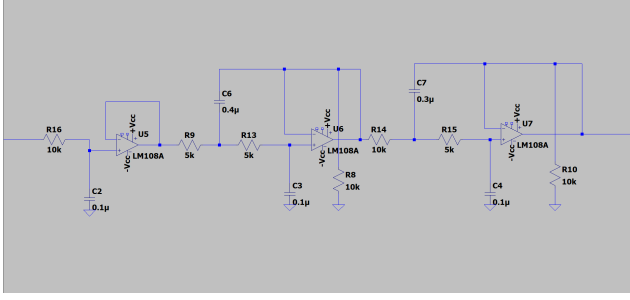 C7
0.3µ
C6
0.4µ
R16
10k
+Vcc
U5
-Vcc
LM108A
R9
5k
R13
5k
+Vcc
U6
-Vcc
LM108A
R14
10k
R15
5k
+Vcc
U7
-Vcc
LM108A
C2
0.1µ
C3
0.1µ
R8
10k
C4
0.1µ
R10
10k